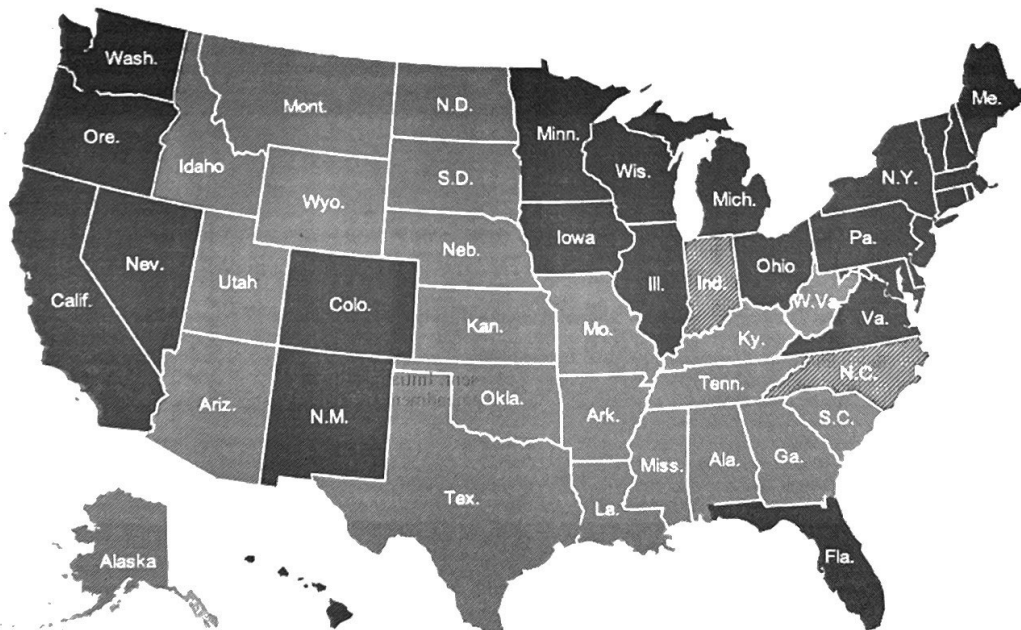 Wash.
Ore.
Calif.
Nev.
Idaho
Mont.
Wyo.
Utah
Colo.
Ariz.
N.M.
N.D.
S.D.
Neb.
Kan.
Okla.
Tex.
Minn.
Iowa
Mo.
Ark.
La.
Wis.
Ill.
Mich.
Ind.
Ohio
Ky.
Tenn.
Miss.
Ala.
Ga.
Fla.
S.C.
N.C.
Va.
W.Va.
Pa.
N.Y.
Me.
Alaska